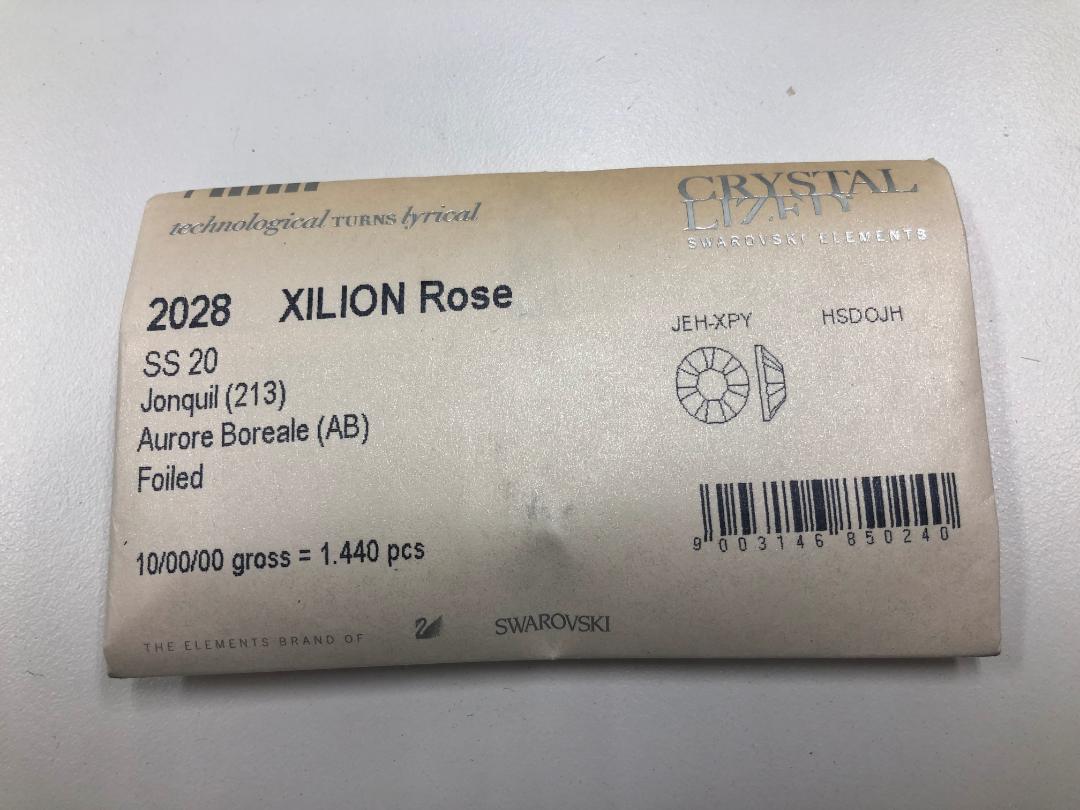 technological TURNS lyrical
CRYSTAL
LIZED
SWAROVSKI ELEMENTS
2028 XILION Rose
JEH-XPY HSDOJH
SS 20
Jonquil (213)
Aurore Boreale (AB)
Foiled
10/00/00 gross = 1.440 pcs
9 003146 850240
THE ELEMENTS BRAND OF SWAROVSKI